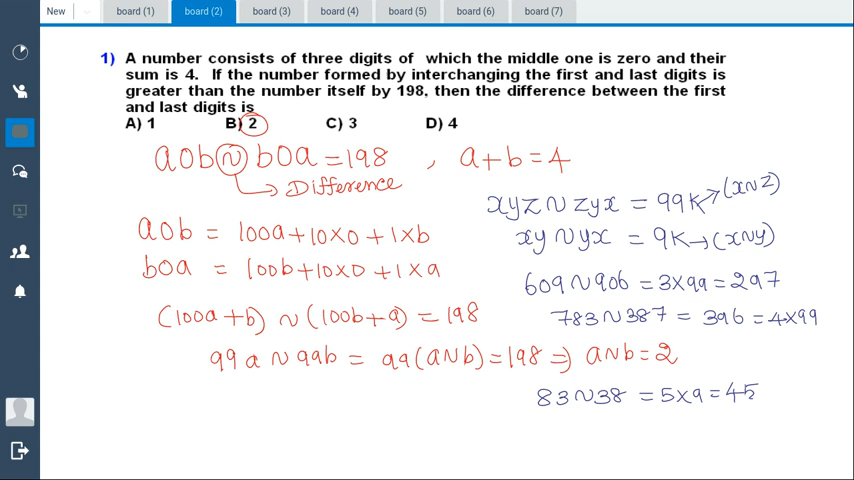 New board (1) board (2) board (3) board (4) board (5) board (6) board (7)
1) A number consists of three digits of which the middle one is zero and their
sum is 4. If the number formed by interchanging the first and last digits is
greater than the number itself by 198, then the difference between the first
and last digits is
A) 1 B) 2 C) 3 D) 4
a0b ~ b0a = 198 , a+b=4
→ Difference
a0b = 100a+10×0+1×b
b0a = 100b+10×0+1×a
(100a+b) ~ (100b+a) = 198
99a ~ 99b = 99(a~b) = 198 ⇒ a~b = 2
xyz ~ zyx = 99K → (x~z)
xy ~ yx = 9K → (x~y)
609 ~ 906 = 3×99 = 297
783 ~ 387 = 396 = 4×99
83 ~ 38 = 5×9 = 45